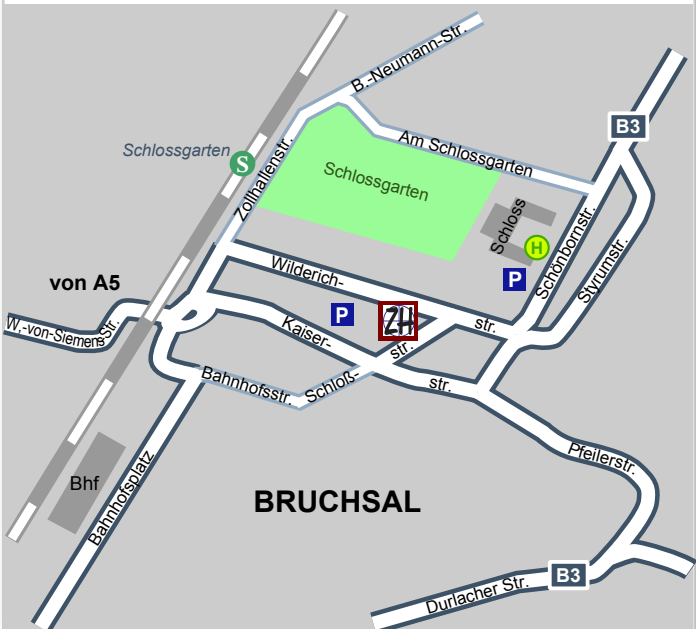 B.-Neumann-Str.
B3
Schlossgarten
S
Zollhallenstr.
Am Schlossgarten
Schlossgarten
Schloss
H
P
Schönbornstr.
Styrumstr.
von A5
Wilderich-
str.
W.-von-Siemens-
Str.
P
ZH
Kaiser-
str.
Schloß-
str.
Bahnhofsstr.
Bhf
Bahnhofsplatz
BRUCHSAL
Pfeilerstr.
Durlacher Str.
B3